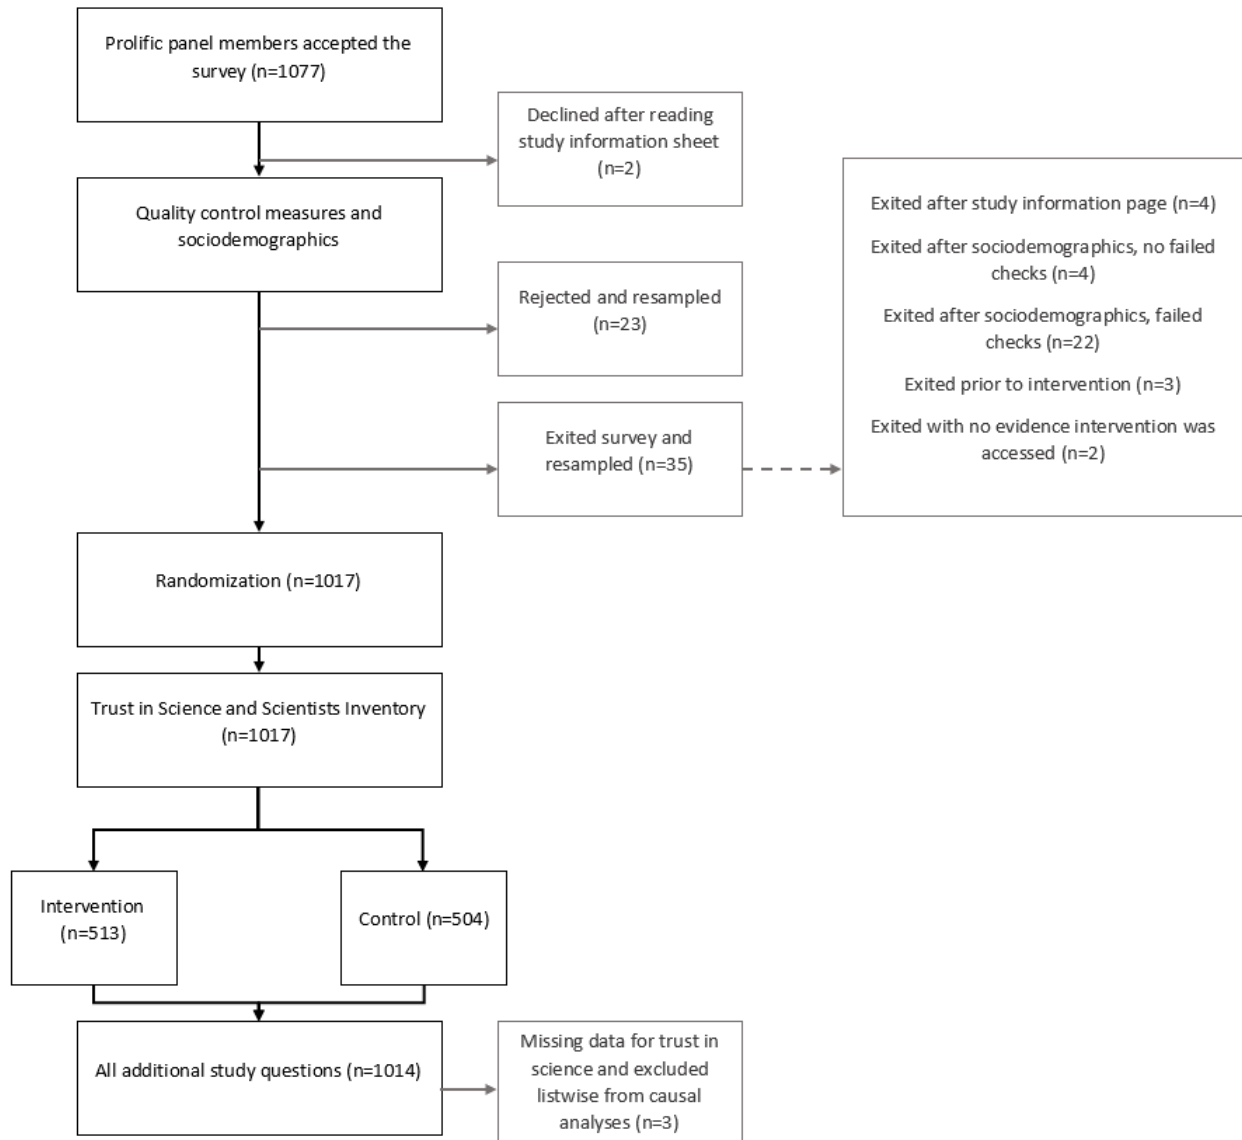 Prolific panel members accepted the
survey (n=1077)
Declined after reading
study information sheet
(n=2)
Quality control measures and
sociodemographics
Rejected and resampled
(n=23)
Exited survey and
resampled (n=35)
Exited after study information page (n=4)
Exited after sociodemographics, no failed
checks (n=4)
Exited after sociodemographics, failed
checks (n=22)
Exited prior to intervention (n=3)
Exited with no evidence intervention was
accessed (n=2)
Randomization (n=1017)
Trust in Science and Scientists Inventory
(n=1017)
Intervention
(n=513)
Control (n=504)
All additional study questions (n=1014)
Missing data for trust in
science and excluded
listwise from causal
analyses (n=3)